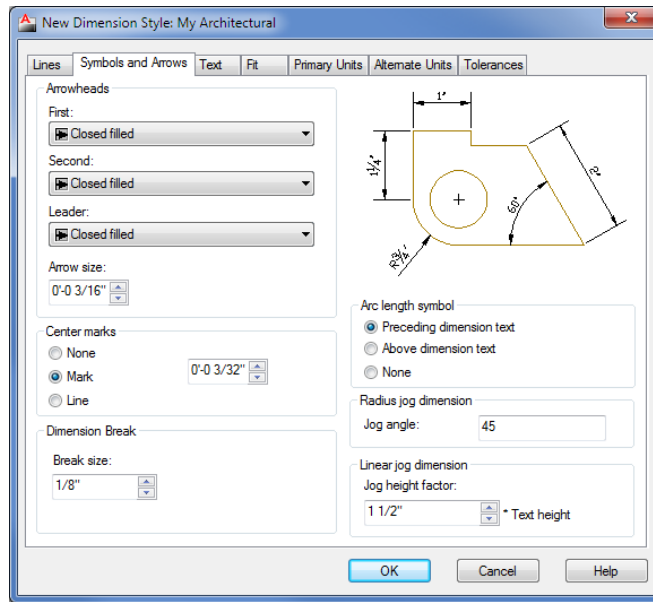 New Dimension Style: My Architectural
Lines Symbols and Arrows Text Fit Primary Units Alternate Units Tolerances
Arrowheads
First:
Closed filled
Second:
Closed filled
Leader:
Closed filled
Arrow size:
0'-0 3/16"
Center marks
None
Mark
Line
0'-0 3/32"
Dimension Break
Break size:
1/8"
1"
1¼"
2"
60°
R¾"
Arc length symbol
Preceding dimension text
Above dimension text
None
Radius jog dimension
Jog angle:
45
Linear jog dimension
Jog height factor:
1 1/2"
* Text height
OK Cancel Help